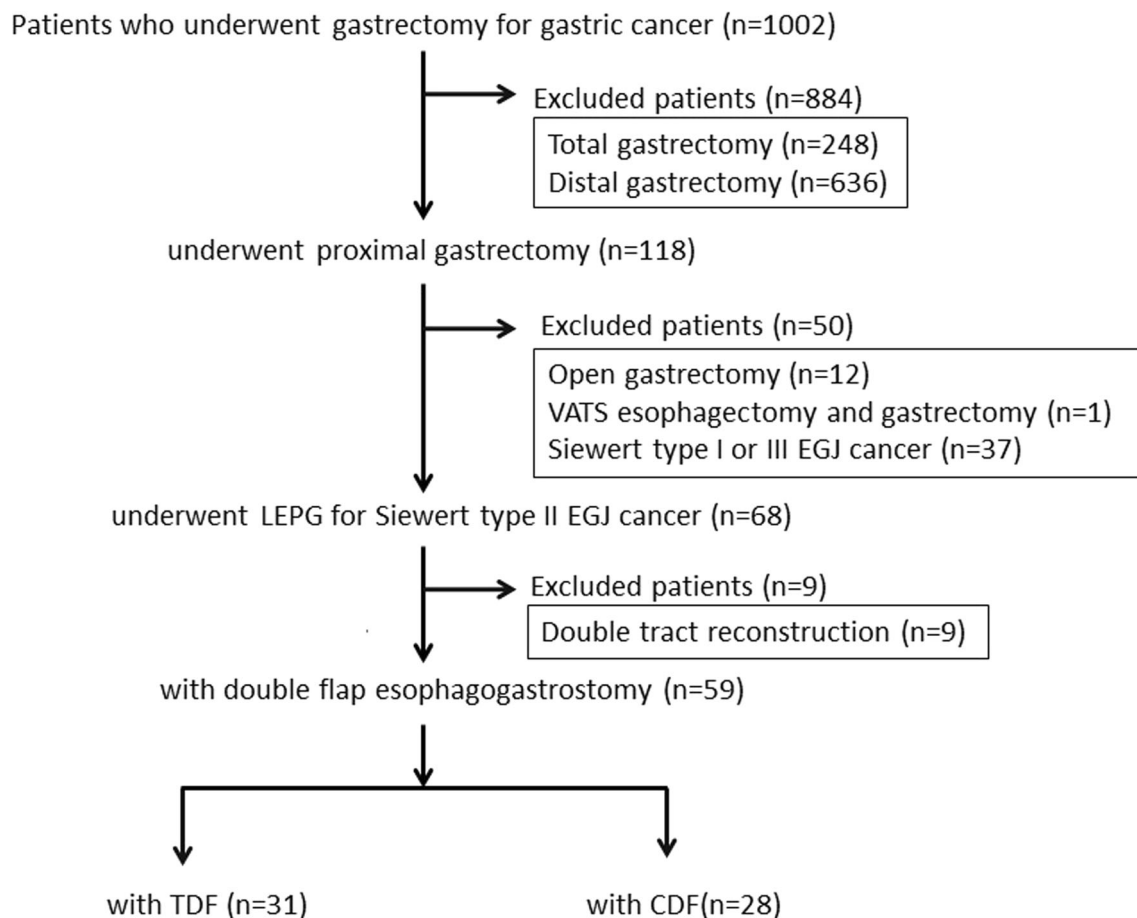 Patients who underwent gastrectomy for gastric cancer (n=1002)
Excluded patients (n=884)
Total gastrectomy (n=248)
Distal gastrectomy (n=636)
underwent proximal gastrectomy (n=118)
Excluded patients (n=50)
Open gastrectomy (n=12)
VATS esophagectomy and gastrectomy (n=1)
Siewert type I or III EGJ cancer (n=37)
underwent LEPG for Siewert type II EGJ cancer (n=68)
Excluded patients (n=9)
Double tract reconstruction (n=9)
with double flap esophagogastrostomy (n=59)
with TDF (n=31)
with CDF(n=28)